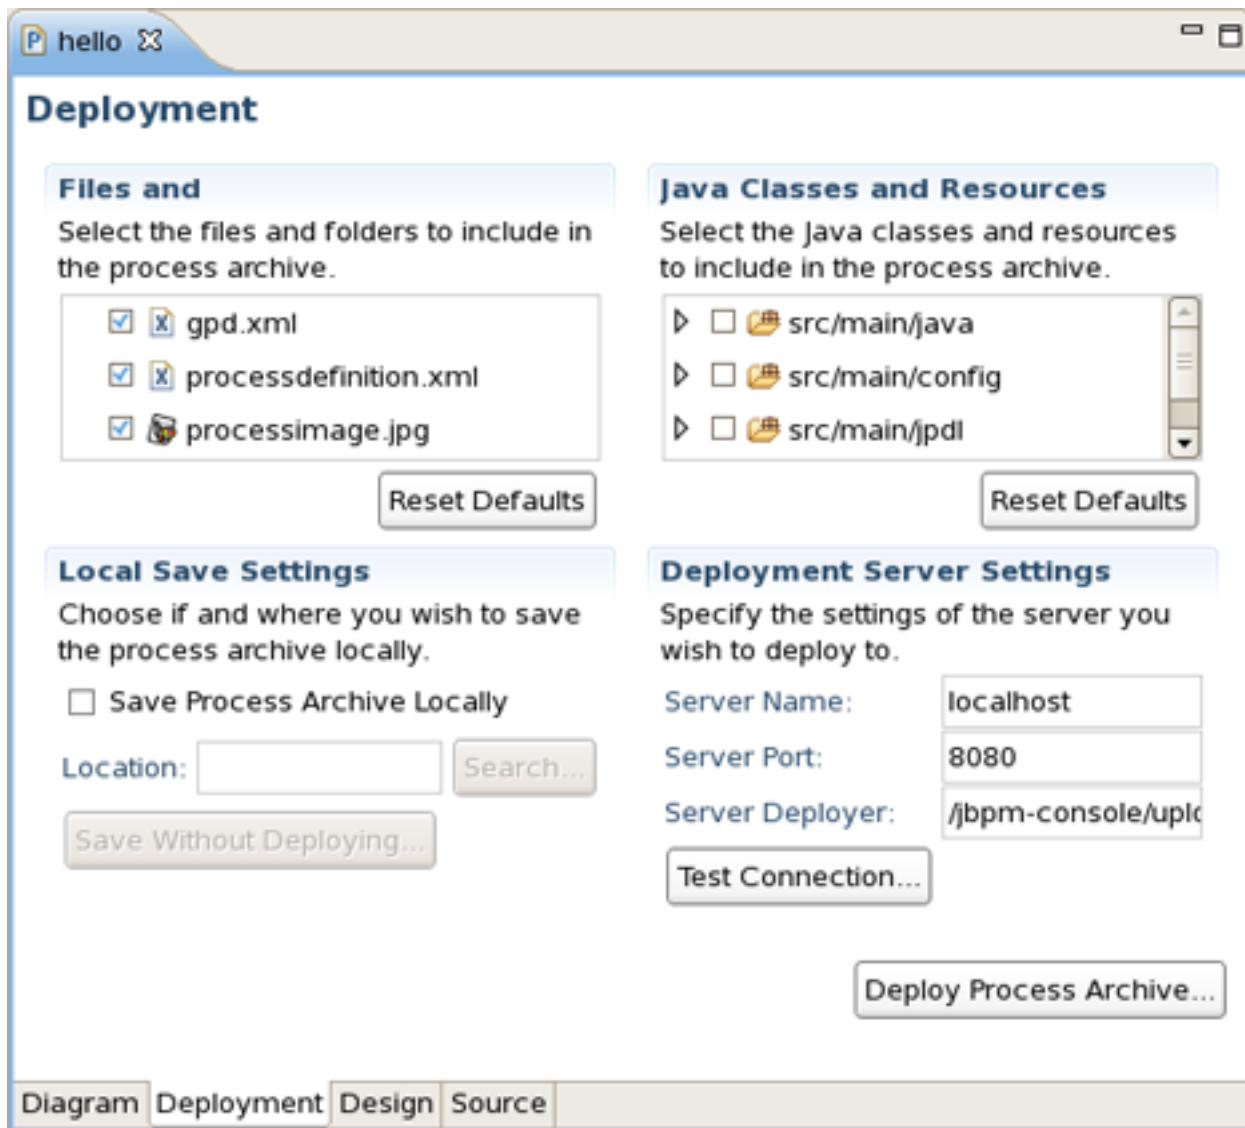 hello
Deployment
Files and
Select the files and folders to include in
the process archive.
gpd.xml
processdefinition.xml
processimage.jpg
Reset Defaults
Java Classes and Resources
Select the Java classes and resources
to include in the process archive.
src/main/java
src/main/config
src/main/jpdl
Reset Defaults
Local Save Settings
Choose if and where you wish to save
the process archive locally.
Save Process Archive Locally
Location:
Search...
Save Without Deploying...
Deployment Server Settings
Specify the settings of the server you
wish to deploy to.
Server Name: localhost
Server Port: 8080
Server Deployer: /jbpm-console/uplo
Test Connection...
Deploy Process Archive...
Diagram Deployment Design Source